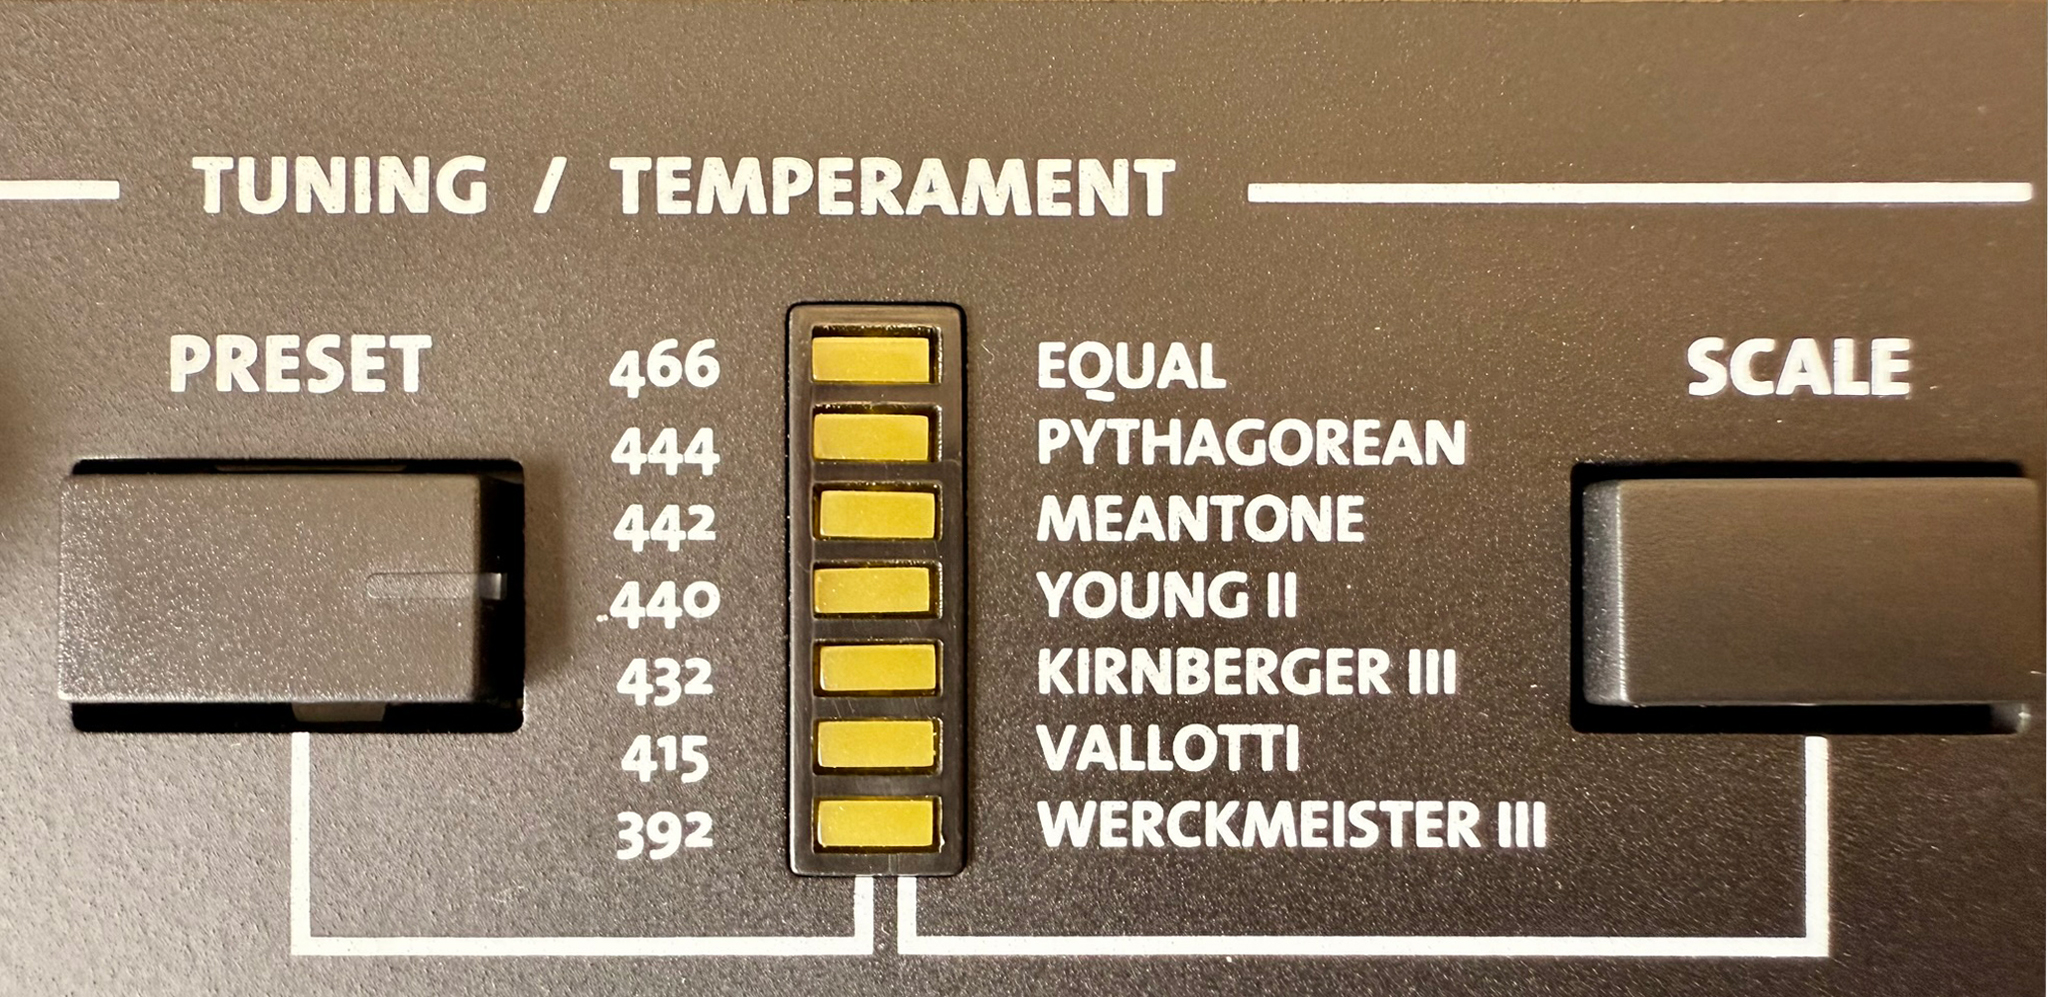 TUNING / TEMPERAMENT
PRESET
SCALE
466 EQUAL
444 PYTHAGOREAN
442 MEANTONE
440 YOUNG II
432 KIRNBERGER III
415 VALLOTTI
392 WERCKMEISTER III